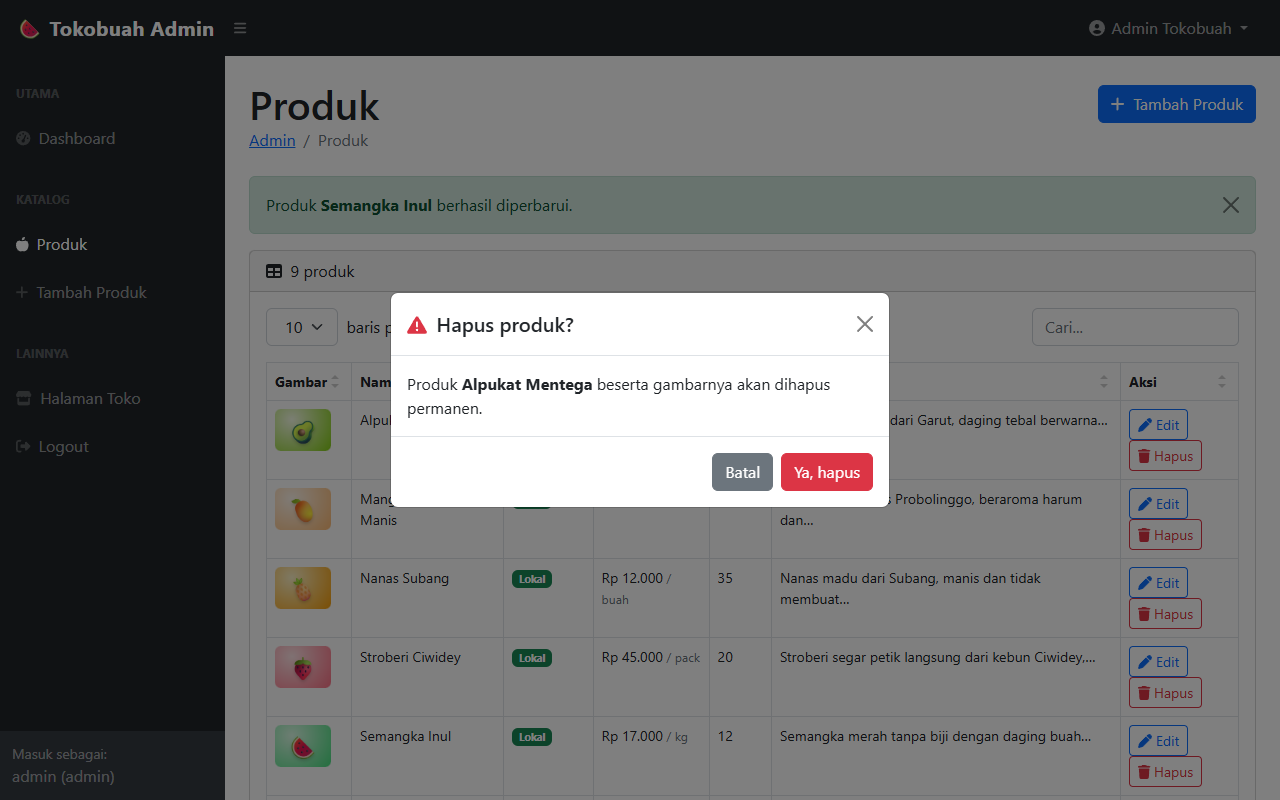 Tokobuah Admin
Admin Tokobuah
UTAMA
Dashboard
KATALOG
Produk
Tambah Produk
LAINNYA
Halaman Toko
Logout
Masuk sebagai:
admin (admin)
Produk
Admin / Produk
Tambah Produk
Produk Semangka Inul berhasil diperbarui.
9 produk
10 baris
Cari...
Hapus produk?
Produk Alpukat Mentega beserta gambarnya akan dihapus
permanen.
Batal
Ya, hapus
Gambar
Aksi
dari Garut, daging tebal berwarna...
Edit
Hapus
Manis
Probolinggo, beraroma harum
dan...
Edit
Hapus
Nanas Subang
Lokal
Rp 12.000 /
buah
35
Nanas madu dari Subang, manis dan tidak
membuat...
Edit
Hapus
Stroberi Ciwidey
Lokal
Rp 45.000 / pack
20
Stroberi segar petik langsung dari kebun Ciwidey,...
Edit
Hapus
Semangka Inul
Lokal
Rp 17.000 / kg
12
Semangka merah tanpa biji dengan daging buah...
Edit
Hapus